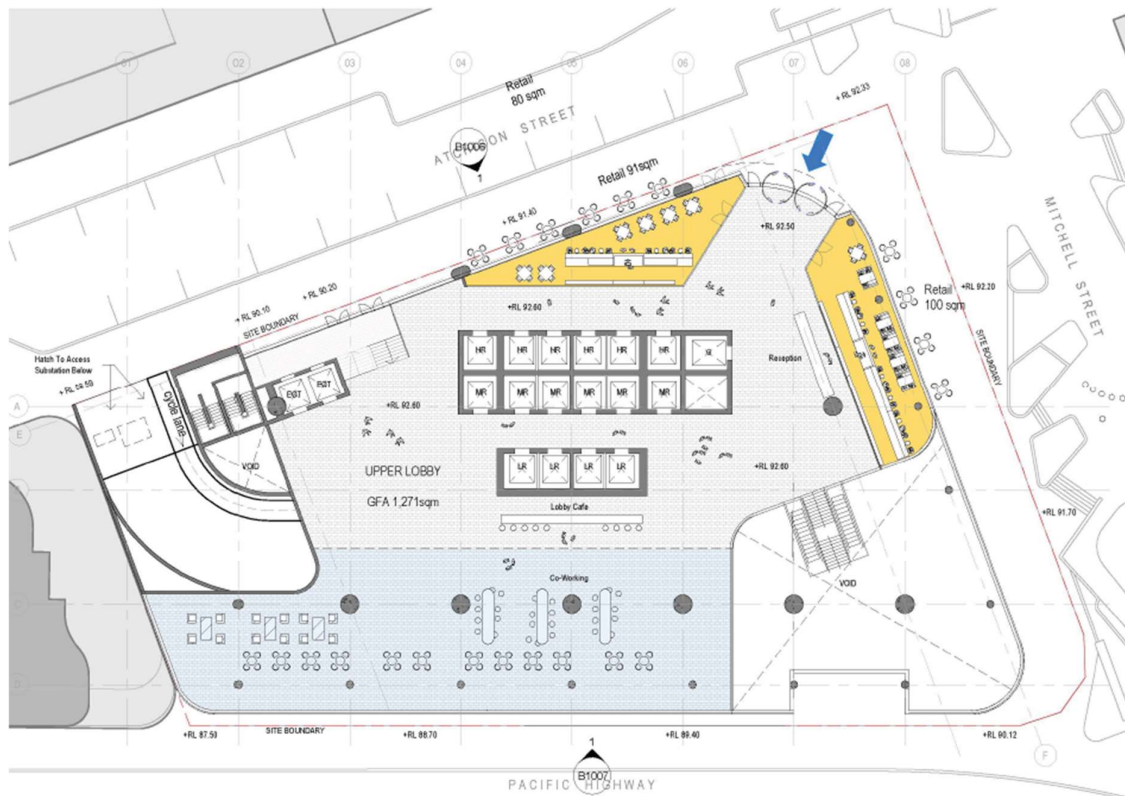 01
02
03
04
05
06
07
08
Retail
80 sqm
ATCHISON STREET
B1006
1
+ RL 92.33
Retail 91sqm
+RL 91.40
+RL 92.50
MITCHELL STREET
+ RL 90.20
+RL 90.10
SITE BOUNDARY
+RL 92.60
+RL 92.20
Retail
100 sqm
SITE BOUNDARY
HR
HR
HR
HR
HR
HR
Reception
Hatch To Access
Substation Below
cycle lane
EOT
EOT
MR
MR
MR
MR
MR
MR
A
E
+RL 92.60
VOID
UPPER LOBBY
GFA 1,271sqm
LR
LR
LR
LR
+RL 92.60
Lobby Cafe
+RL 91.70
Co-Working
VOID
C
D
+RL 87.50
SITE BOUNDARY
+RL 88.70
+RL 89.40
+RL 90.12
F
1
B1007
PACIFIC HIGHWAY